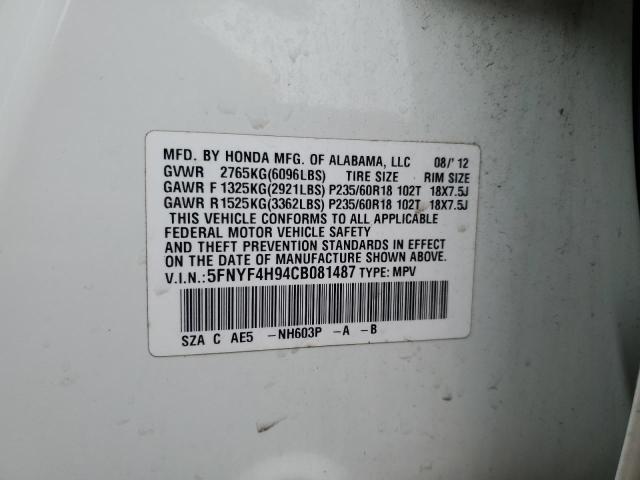 MFD. BY HONDA MFG. OF ALABAMA, LLC 08/'12
GVWR 2765KG(6096LBS) TIRE SIZE RIM SIZE
GAWR F 1325KG(2921LBS) P235/60R18 102T 18X7.5J
GAWR R1525KG(3362LBS) P235/60R18 102T 18X7.5J
THIS VEHICLE CONFORMS TO ALL APPLICABLE
FEDERAL MOTOR VEHICLE SAFETY
AND THEFT PREVENTION STANDARDS IN EFFECT
ON THE DATE OF MANUFACTURE SHOWN ABOVE.
V.I.N.:5FNYF4H94CB081487 TYPE: MPV
SZA C AE5 -NH603P -A -B